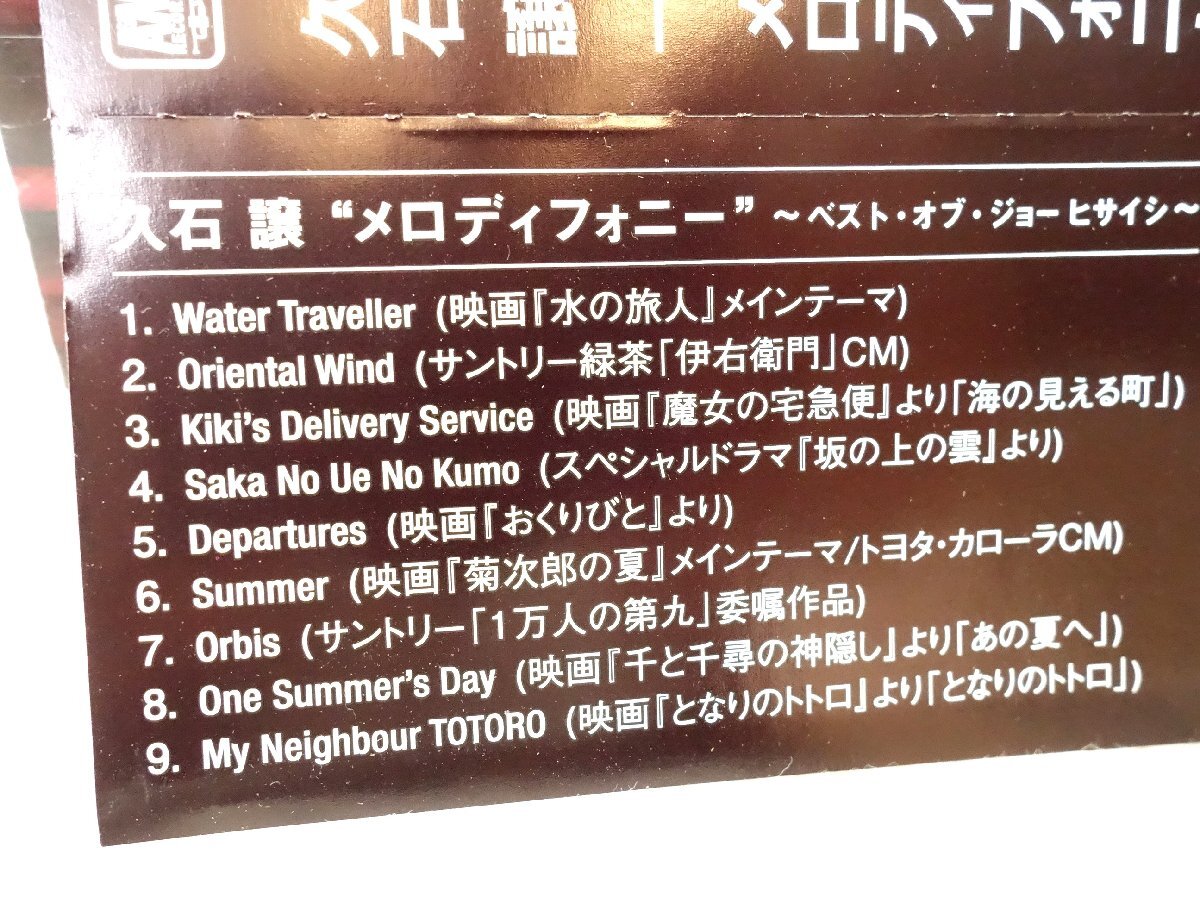 久石 譲 “メロディフォニー” ～ベスト・オブ・ジョー ヒサイシ～
1. Water Traveller (映画『水の旅人』メインテーマ)
2. Oriental Wind (サントリー緑茶「伊右衛門」CM)
3. Kiki's Delivery Service (映画『魔女の宅急便』より「海の見える町」)
4. Saka No Ue No Kumo (スペシャルドラマ『坂の上の雲』より)
5. Departures (映画『おくりびと』より)
6. Summer (映画『菊次郎の夏』メインテーマ/トヨタ・カローラCM)
7. Orbis (サントリー「1万人の第九」委嘱作品)
8. One Summer's Day (映画『千と千尋の神隠し』より「あの夏へ」)
9. My Neighbour TOTORO (映画『となりのトトロ』より「となりのトトロ」)